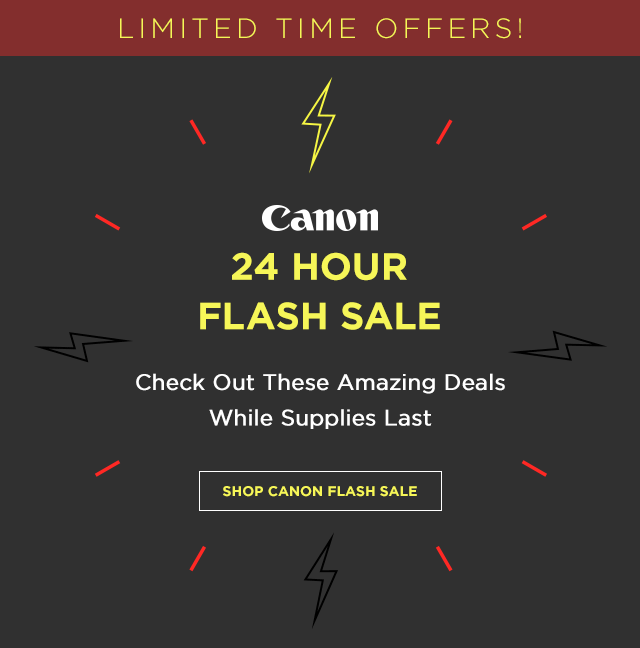 LIMITED TIME OFFERS!
Canon
24 HOUR
FLASH SALE
Check Out These Amazing Deals
While Supplies Last
SHOP CANON FLASH SALE